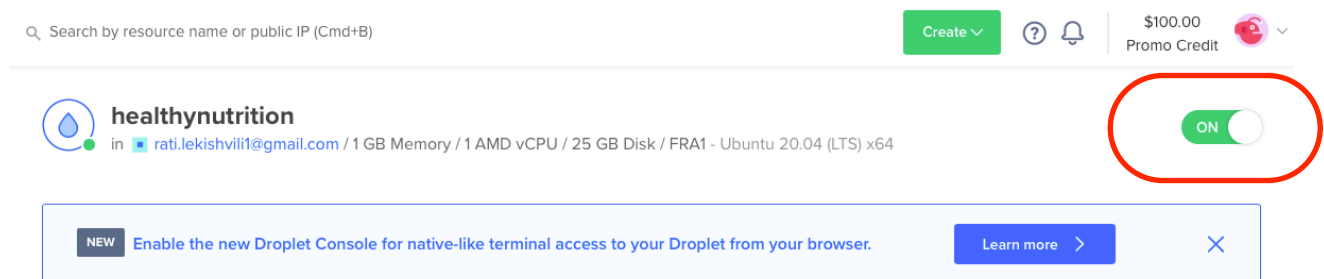 Search by resource name or public IP (Cmd+B)
Create
$100.00
Promo Credit
healthynutrition
in rati.lekishvili1@gmail.com / 1 GB Memory / 1 AMD vCPU / 25 GB Disk / FRA1 - Ubuntu 20.04 (LTS) x64
ON
NEW Enable the new Droplet Console for native-like terminal access to your Droplet from your browser.
Learn more